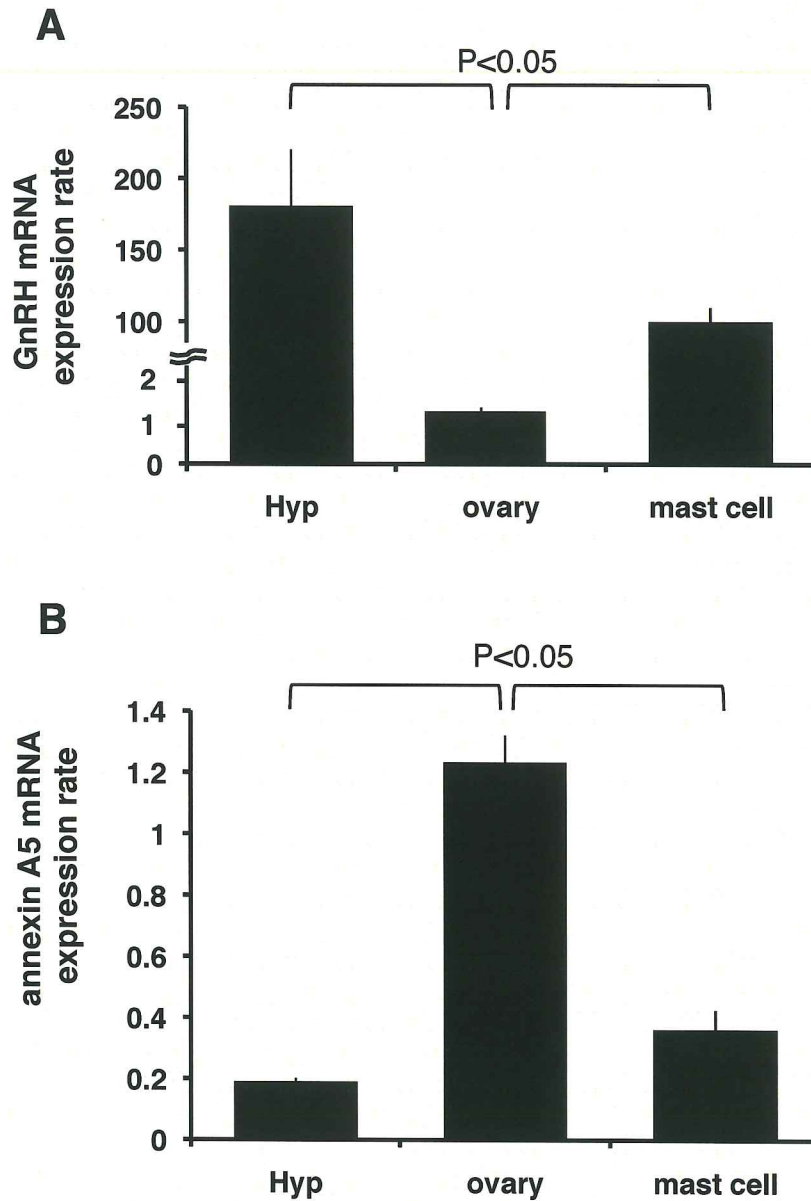 A
P<0.05
GnRH mRNA
expression rate
250
200
150
100
2
1
0
Hyp ovary mast cell
B
P<0.05
annexin A5 mRNA
expression rate
1.4
1.2
1
0.8
0.6
0.4
0.2
0
Hyp ovary mast cell